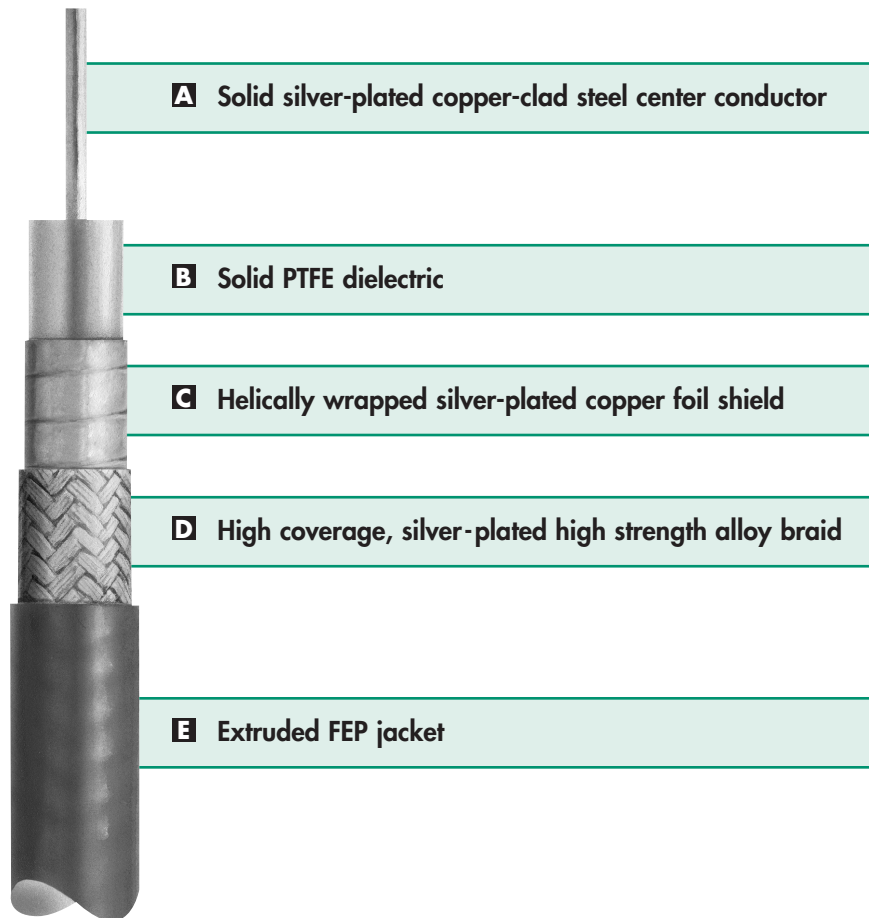 A Solid silver-plated copper-clad steel center conductor
B Solid PTFE dielectric
C Helically wrapped silver-plated copper foil shield
D High coverage, silver-plated high strength alloy braid
E Extruded FEP jacket